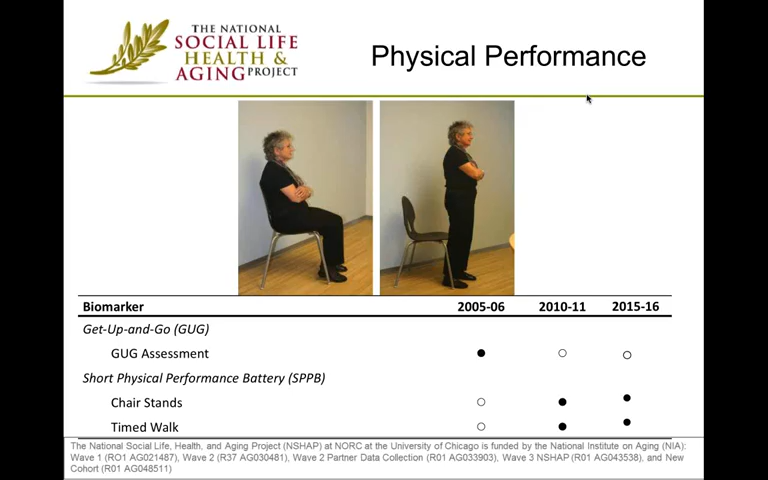 THE NATIONAL
SOCIAL LIFE
HEALTH &
AGING PROJECT
Physical Performance
Biomarker 2005-06 2010-11 2015-16
Get-Up-and-Go (GUG)
GUG Assessment ● ○ ○
Short Physical Performance Battery (SPPB)
Chair Stands ○ ● ●
Timed Walk ○ ● ●
The National Social Life, Health, and Aging Project (NSHAP) at NORC at the University of Chicago is funded by the National Institute on Aging (NIA):
Wave 1 (RO1 AG021487), Wave 2 (R37 AG030481), Wave 2 Partner Data Collection (R01 AG033903), Wave 3 NSHAP (R01 AG043538), and New
Cohort (R01 AG048511)